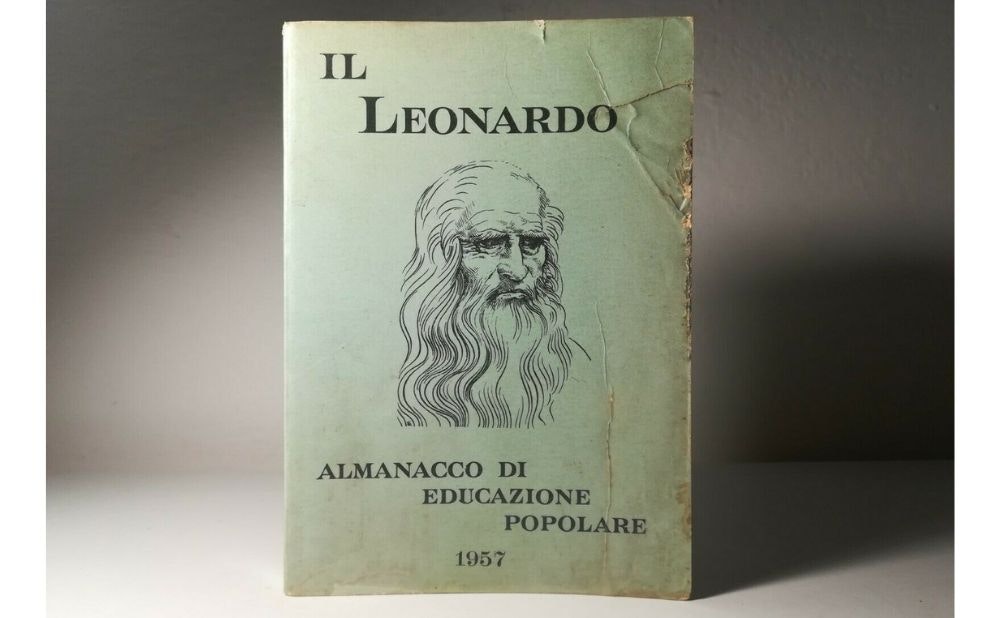 IL
LEONARDO
ALMANACCO DI
EDUCAZIONE
POPOLARE
1957